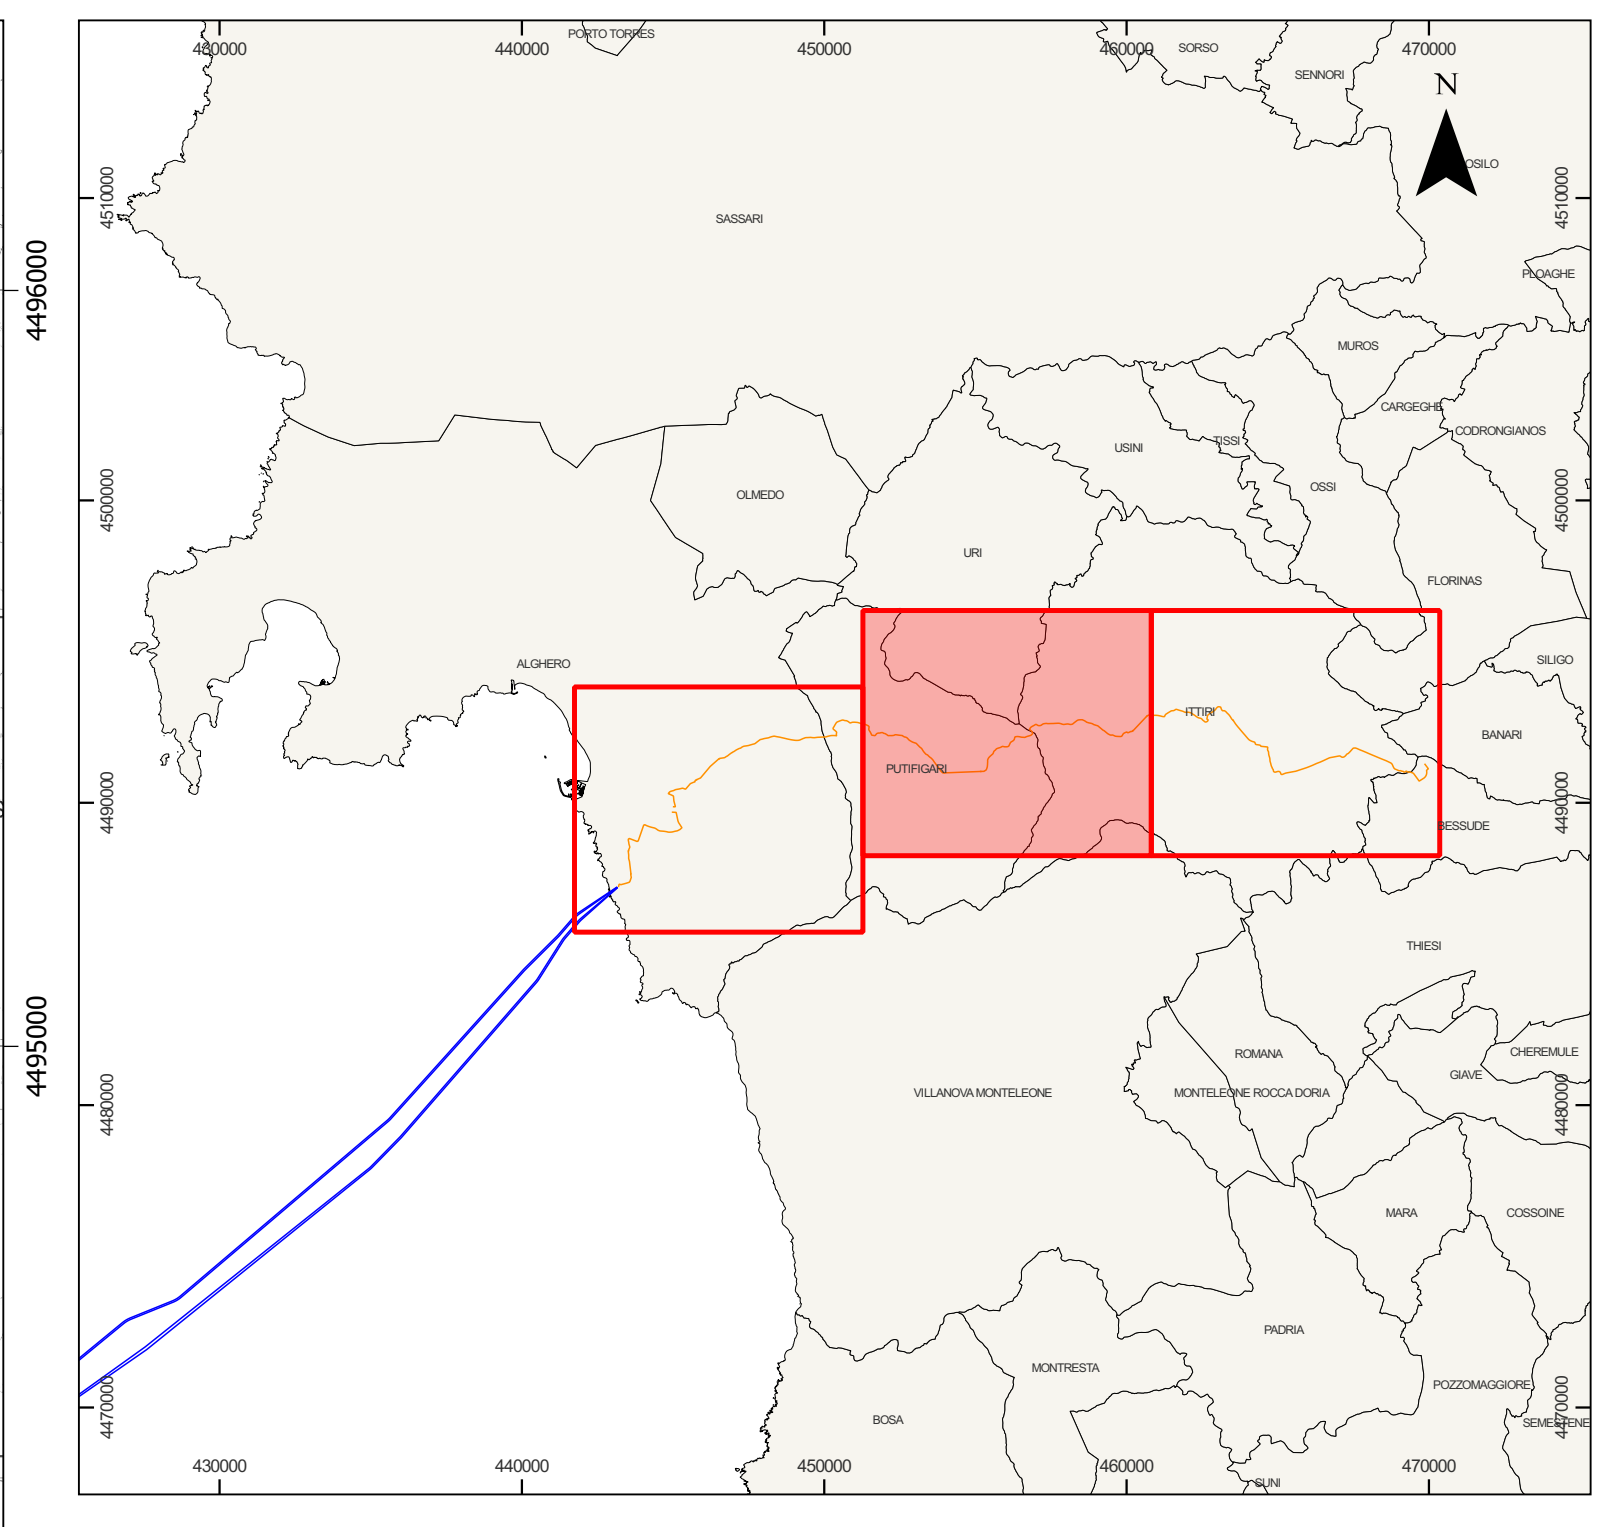 430000
440000
450000
460000
470000
PORTO TORRES
SORSO
SENNORI
N
OSILO
4510000
4510000
SASSARI
4496000
PLOAGHE
MUROS
CARGEGHE
CODRONGIANOS
USINI
TISSI
OSSI
OLMEDO
4500000
4500000
URI
FLORINAS
ALGHERO
SILIGO
ITTIRI
BANARI
PUTIFIGARI
4490000
4490000
BESSUDE
THIESI
4495000
ROMANA
CHEREMULE
GIAVE
VILLANOVA MONTELEONE
MONTELEONE ROCCA DORIA
4480000
4480000
MARA
COSSOINE
PADRIA
MONTRESTA
POZZOMAGGIORE
4470000
4470000
BOSA
SEMESTENE
430000
440000
450000
460000
470000
SUNI